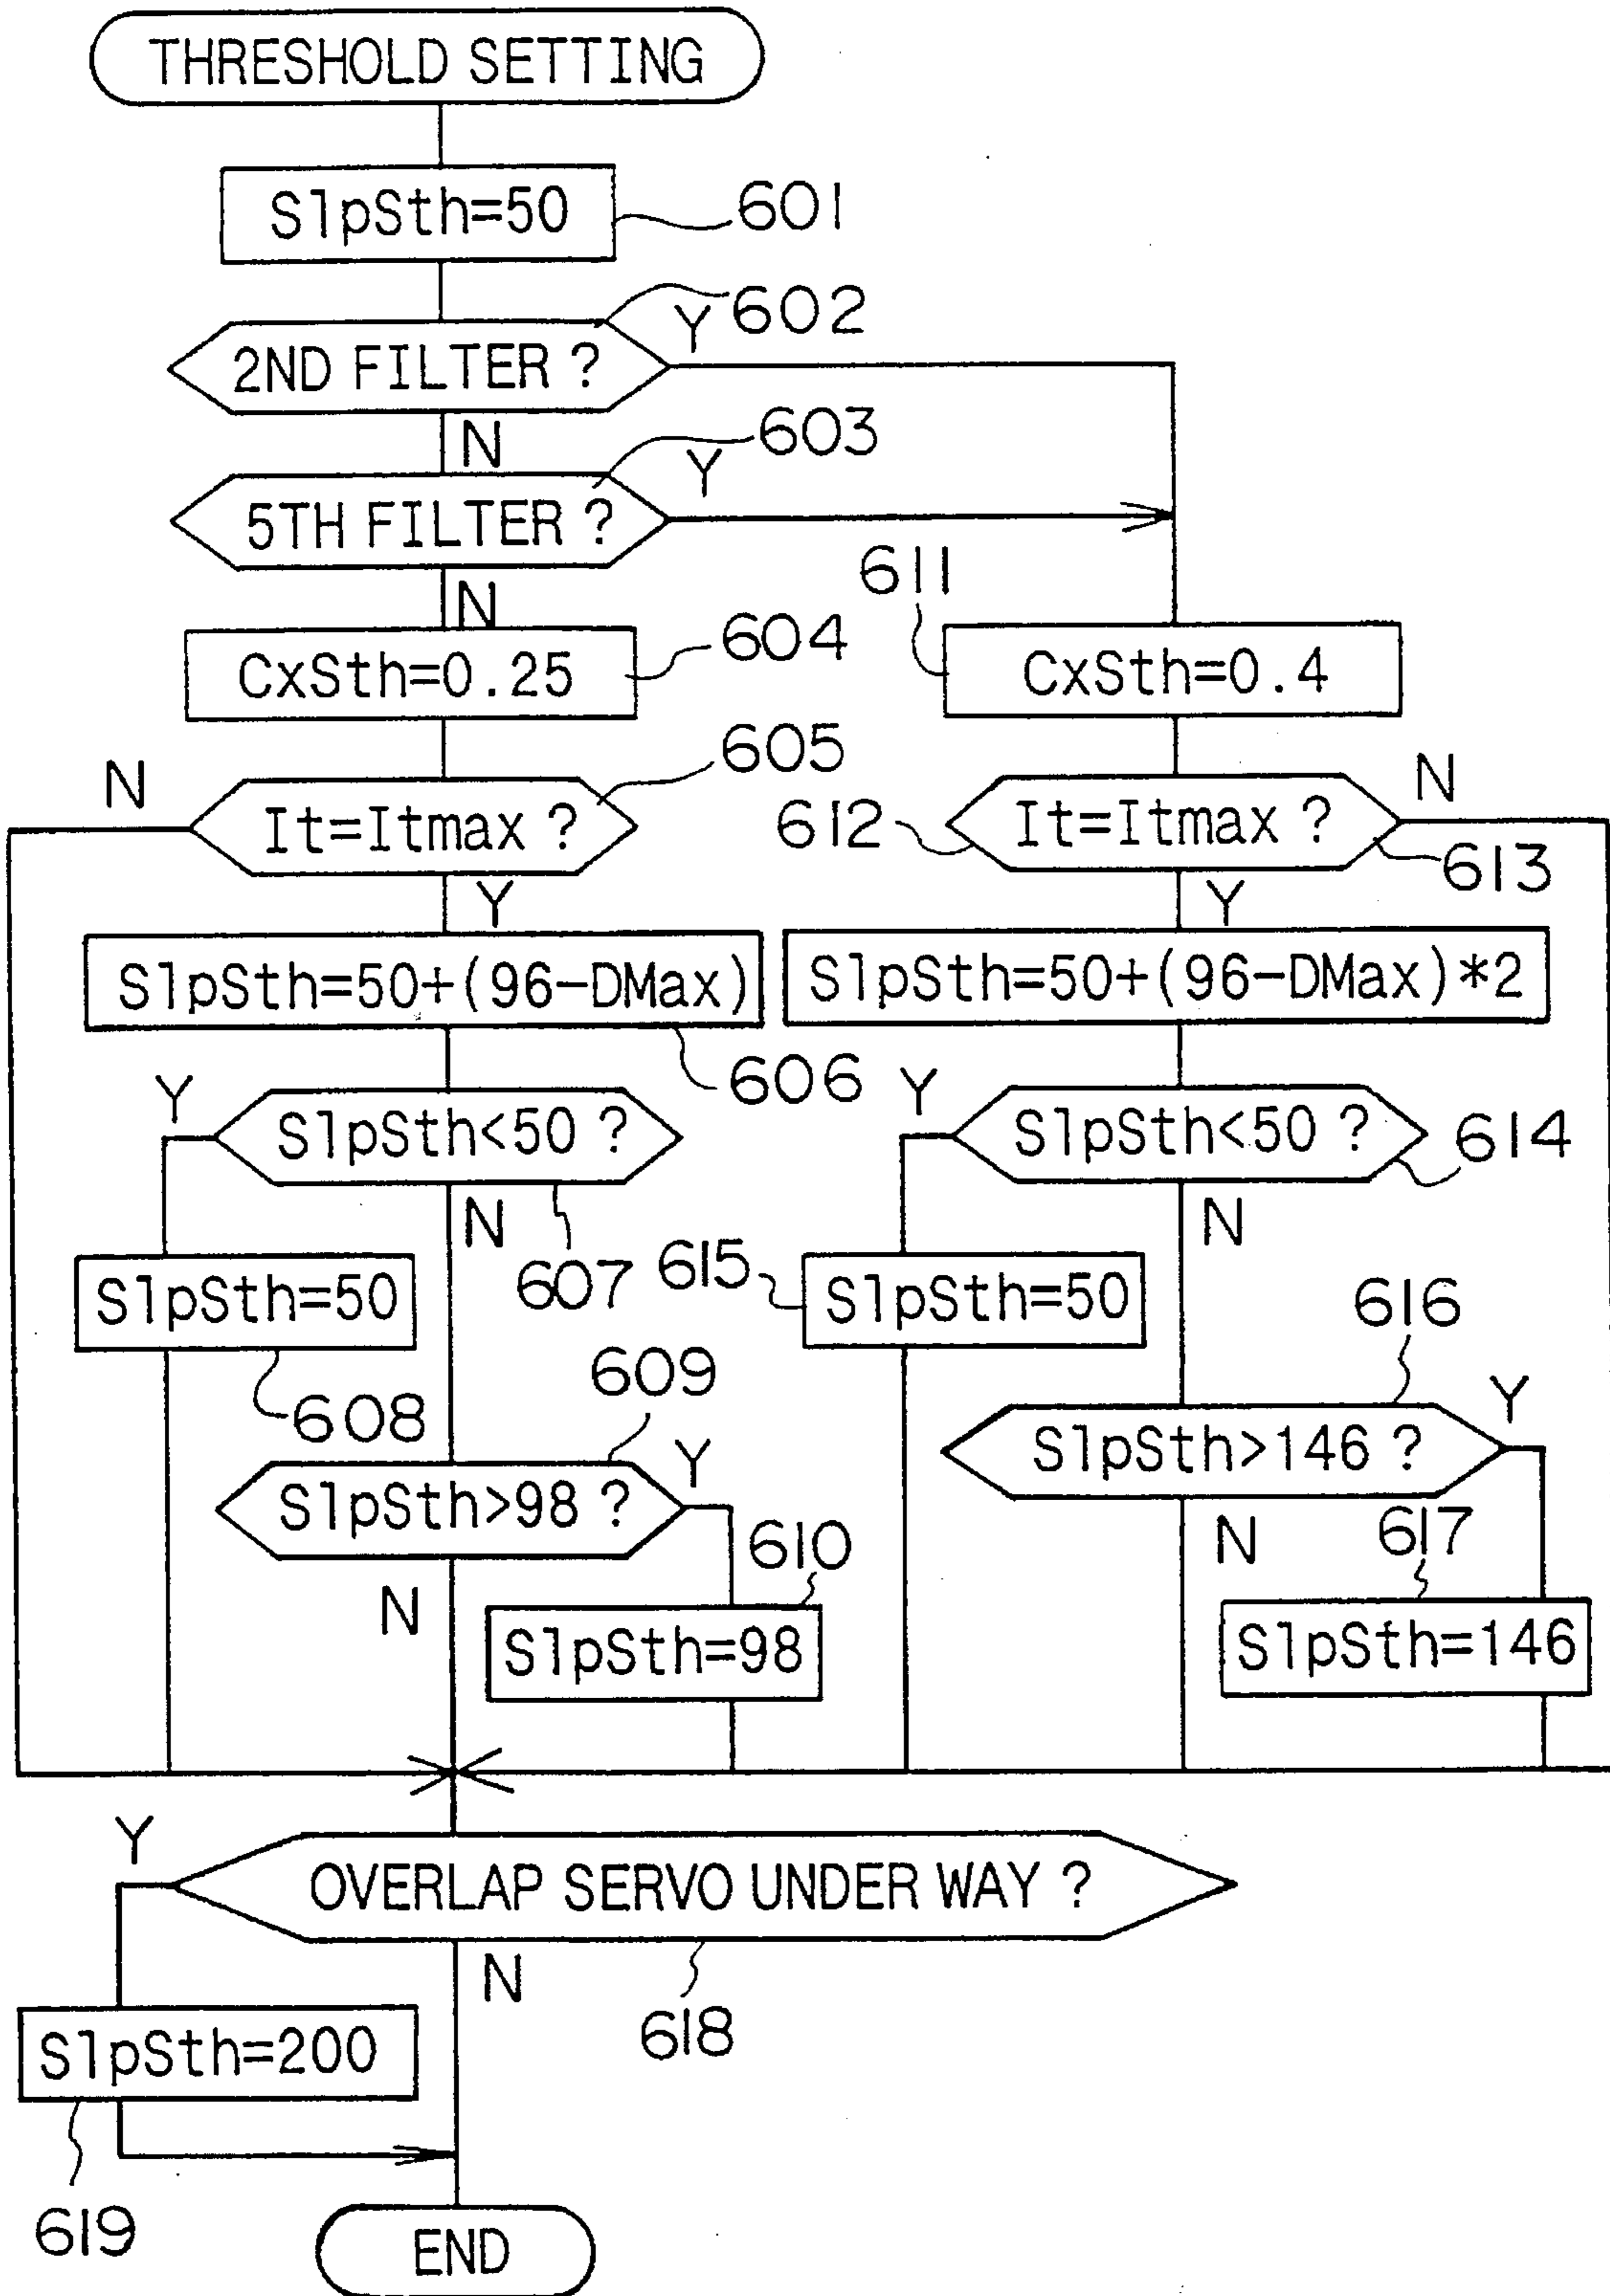 THRESHOLD SETTING
SlpSth=50
601
602
2ND FILTER ?
Y
N
603
5TH FILTER ?
Y
N
604
CxSth=0.25
611
CxSth=0.4
605
It=Itmax ?
N
Y
612
It=Itmax ?
N
613
Y
SlpSth=50+(96-DMax)
606
SlpSth=50+(96-DMax)*2
Y
SlpSth<50 ?
N
607
Y
SlpSth<50 ?
614
N
SlpSth=50
608
615
SlpSth=50
609
SlpSth>98 ?
Y
N
610
SlpSth=98
616
SlpSth>146 ?
Y
N
617
SlpSth=146
Y
OVERLAP SERVO UNDER WAY ?
N
618
SlpSth=200
619
END